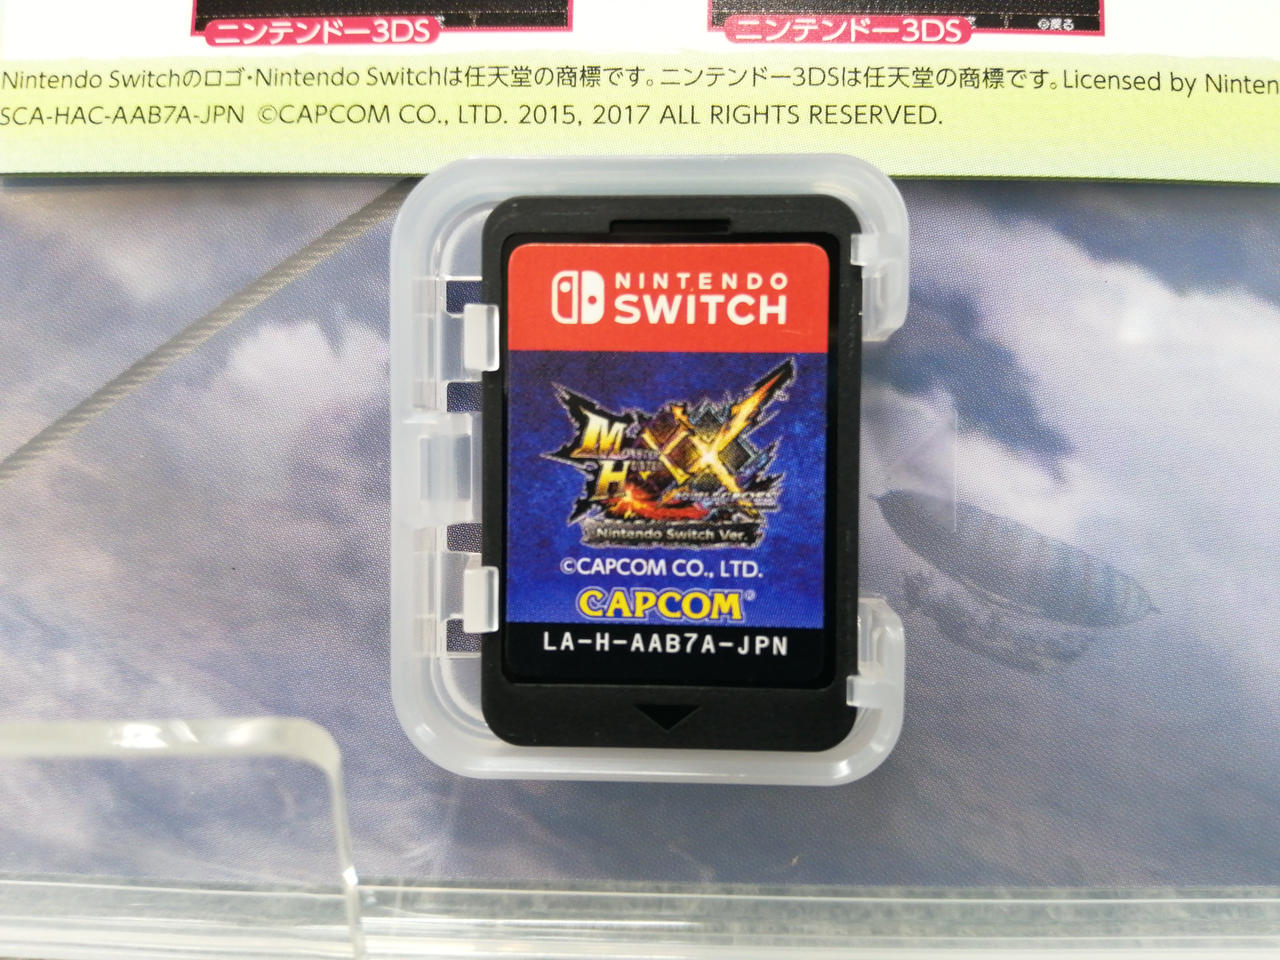 ニンテンドー3DS
ニンテンドー3DS
戻る
Nintendo Switchのロゴ・Nintendo Switchは任天堂の商標です。ニンテンドー3DSは任天堂の商標です。Licensed by Ninten
SCA-HAC-AAB7A-JPN ©CAPCOM CO., LTD. 2015, 2017 ALL RIGHTS RESERVED.
NINTENDO
SWITCH
MONSTER
HUNTER
XX
Nintendo Switch Ver.
©CAPCOM CO., LTD.
CAPCOM®
LA-H-AAB7A-JPN